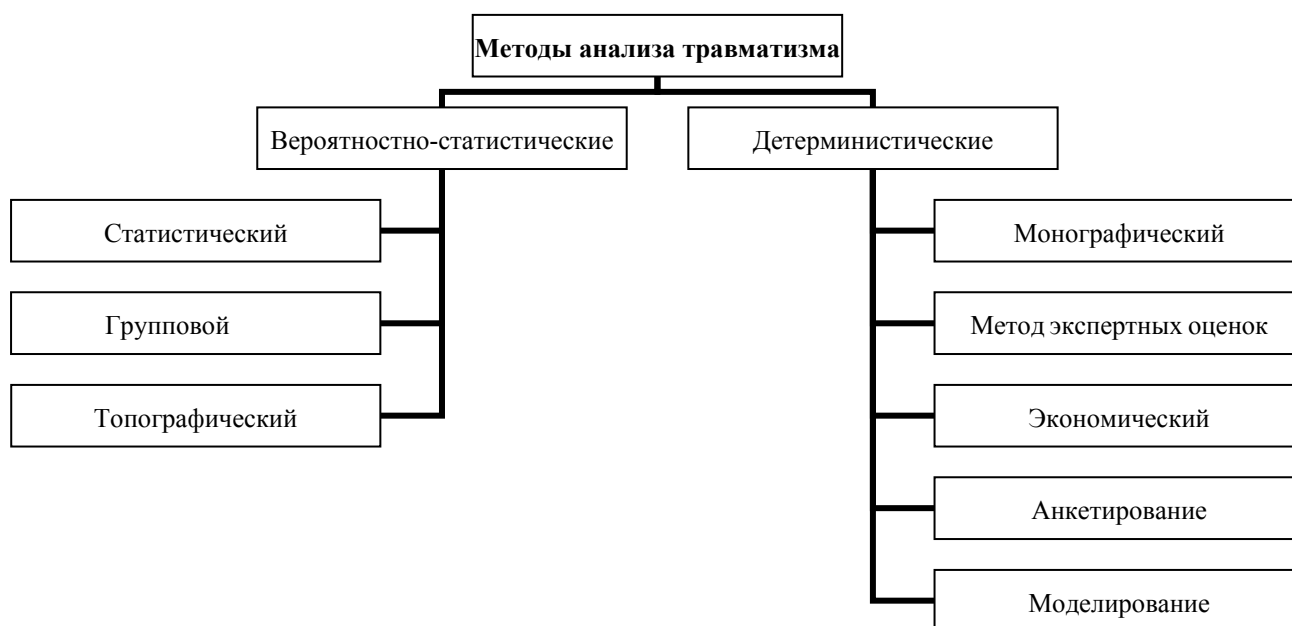 Методы анализа травматизма
Вероятностно-статистические
Детерминистические
Статистический
Монографический
Групповой
Метод экспертных оценок
Топографический
Экономический
Анкетирование
Моделирование